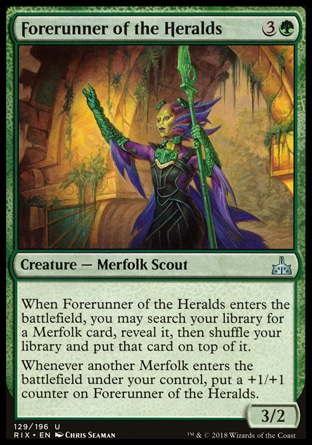 Forerunner of the Heralds 3
Creature — Merfolk Scout
When Forerunner of the Heralds enters the
battlefield, you may search your library for
a Merfolk card, reveal it, then shuffle your
library and put that card on top of it.
Whenever another Merfolk enters the
battlefield under your control, put a +1/+1
counter on Forerunner of the Heralds.
3/2
129/196 U
RIX • EN Chris Seaman
™ & © 2018 Wizards of the Coast